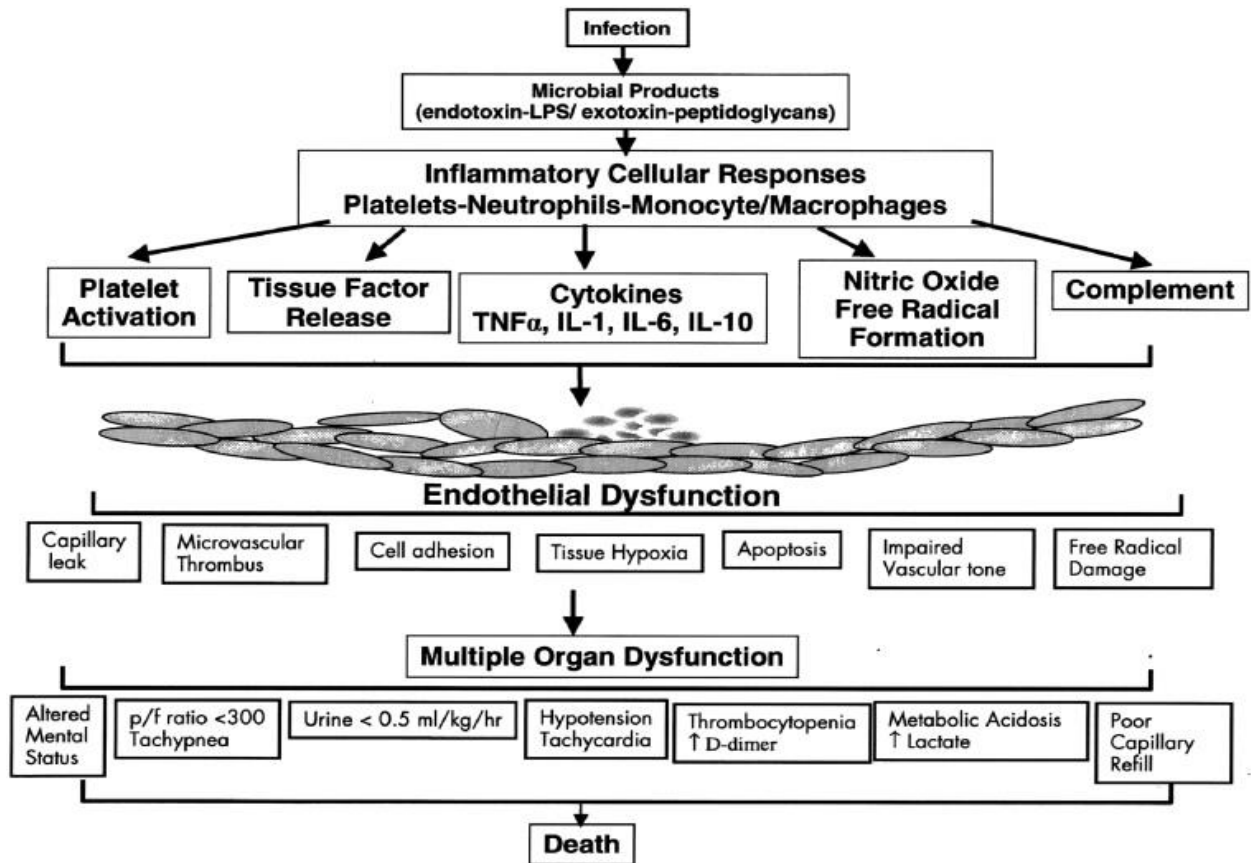 Infection
Microbial Products
(endotoxin-LPS/ exotoxin-peptidoglycans)
Inflammatory Cellular Responses
Platelets-Neutrophils-Monocyte/Macrophages
Platelet
Activation
Tissue Factor
Release
Cytokines
TNFα, IL-1, IL-6, IL-10
Nitric Oxide
Free Radical
Formation
Complement
Endothelial Dysfunction
Capillary
leak
Microvascular
Thrombus
Cell adhesion
Tissue Hypoxia
Apoptosis
Impaired
Vascular tone
Free Radical
Damage
Multiple Organ Dysfunction
Altered
Mental
Status
p/f ratio <300
Tachypnea
Urine < 0.5 ml/kg/hr
Hypotension
Tachycardia
Thrombocytopenia
↑ D-dimer
Metabolic Acidosis
↑ Lactate
Poor
Capillary
Refill
Death